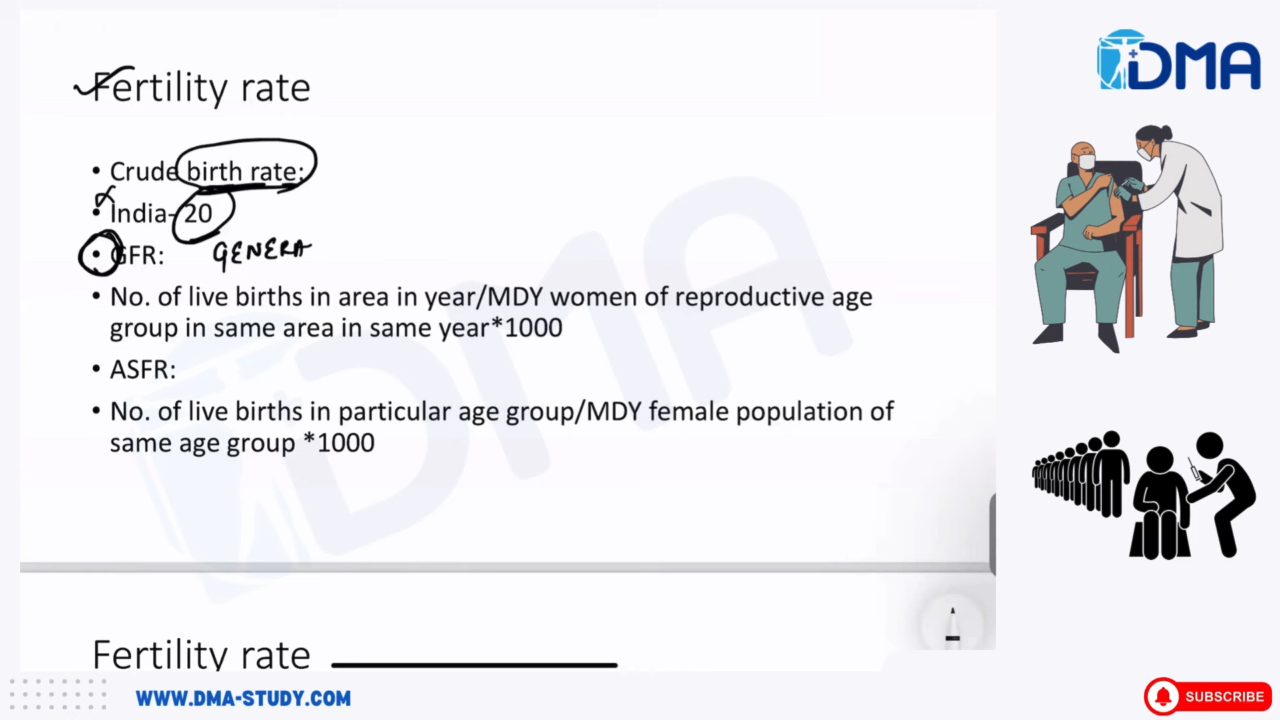 DMA
Fertility rate
• Crude birth rate:
• India- 20
• GFR: GENERA
• No. of live births in area in year/MDY women of reproductive age
group in same area in same year*1000
• ASFR:
• No. of live births in particular age group/MDY female population of
same age group *1000
DMA
Fertility rate
WWW.DMA-STUDY.COM
SUBSCRIBE